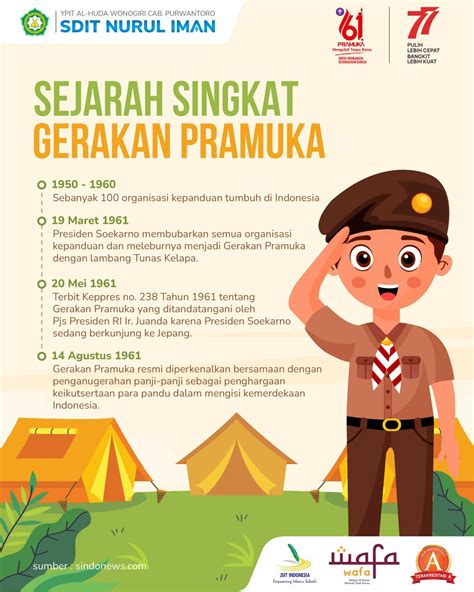 YPIT AL-HUDA WONOGIRI CAB. PURWANTORO
SDIT NURUL IMAN
61
PRAMUKA
77
PULIH
LEBIH CEPAT
BANGKIT
LEBIH KUAT
SEJARAH SINGKAT
GERAKAN PRAMUKA
1950 - 1960
Sebanyak 100 organisasi kepanduan tumbuh di Indonesia
19 Maret 1961
Presiden Soekarno membubarkan semua organisasi
kepanduan dan meleburnya menjadi Gerakan Pramuka
dengan lambang Tunas Kelapa.
20 Mei 1961
Terbit Keppres no. 238 Tahun 1961 tentang
Gerakan Pramuka yang ditandatangani oleh
Pjs Presiden RI Ir. Juanda karena Presiden Soekarno
sedang berkunjung ke Jepang.
14 Agustus 1961
Gerakan Pramuka resmi diperkenalkan bersamaan dengan
penganugerahan panji-panji sebagai penghargaan
keikutsertaan para pandu dalam mengisi kemerdekaan
Indonesia.
sumber : sindonews.com
JSIT INDONESIA
Empowering Islamic Schools
wafa
wafa
A
TERAKREDITASI A